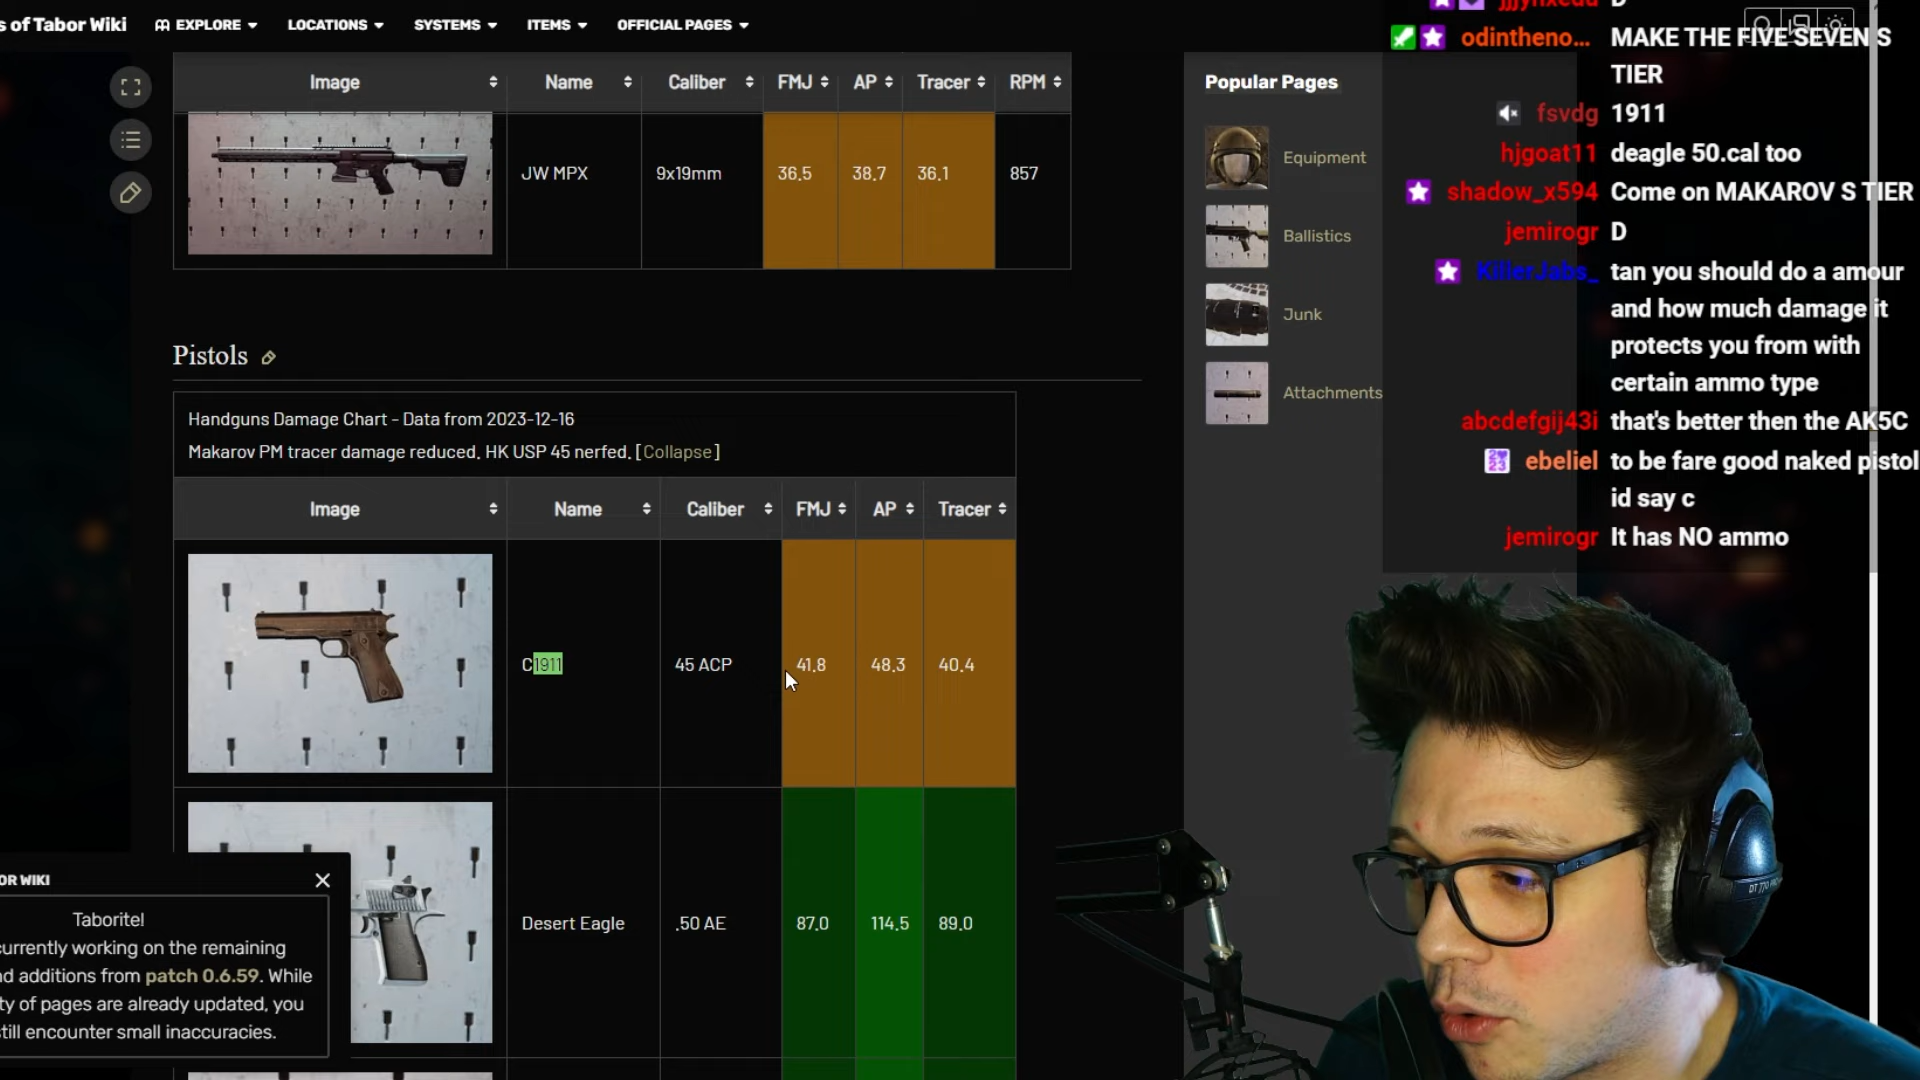 s of Tabor Wiki EXPLORE LOCATIONS SYSTEMS ITEMS OFFICIAL PAGES
Image Name Caliber FMJ AP Tracer RPM
JW MPX 9x19mm 36.5 38.7 36.1 857
Pistols
Handguns Damage Chart - Data from 2023-12-16
Makarov PM tracer damage reduced. HK USP 45 nerfed. [Collapse]
Image Name Caliber FMJ AP Tracer
C1911 45 ACP 41.8 48.3 40.4
Desert Eagle .50 AE 87.0 114.5 89.0
OR WIKI
Taborite!
currently working on the remaining
nd additions from patch 0.6.59. While
ty of pages are already updated, you
still encounter small inaccuracies.
Popular Pages
Equipment
Ballistics
Junk
Attachments
D
odintheno... MAKE THE FIVE SEVEN S
TIER
fsvdg 1911
hjgoat11 deagle 50.cal too
shadow_x594 Come on MAKAROV S TIER
jemirogr D
KillerJabs_ tan you should do a amour
and how much damage it
protects you from with
certain ammo type
abcdefgij43i that's better then the AK5C
ebeliel to be fare good naked pistol
id say c
jemirogr It has NO ammo
DT 770 PRO